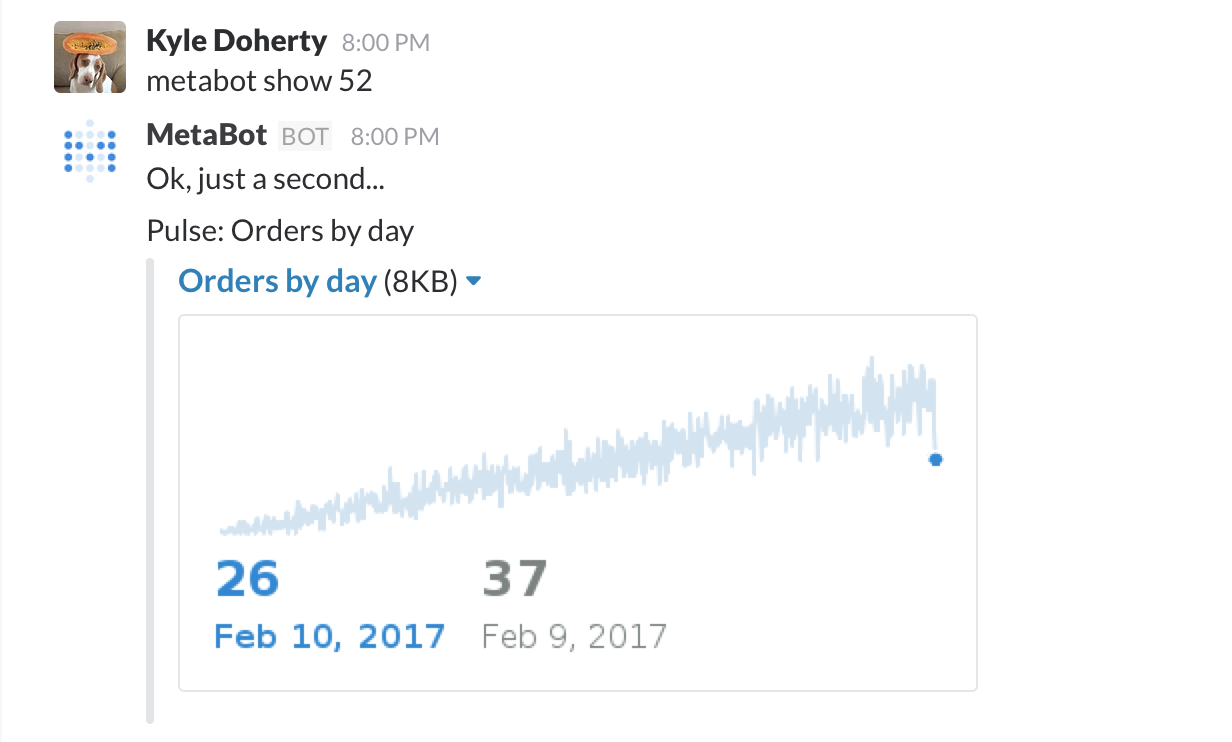 Kyle Doherty 8:00 PM
metabot show 52
MetaBot BOT 8:00 PM
Ok, just a second...
Pulse: Orders by day
Orders by day (8KB)
26 37
Feb 10, 2017 Feb 9, 2017